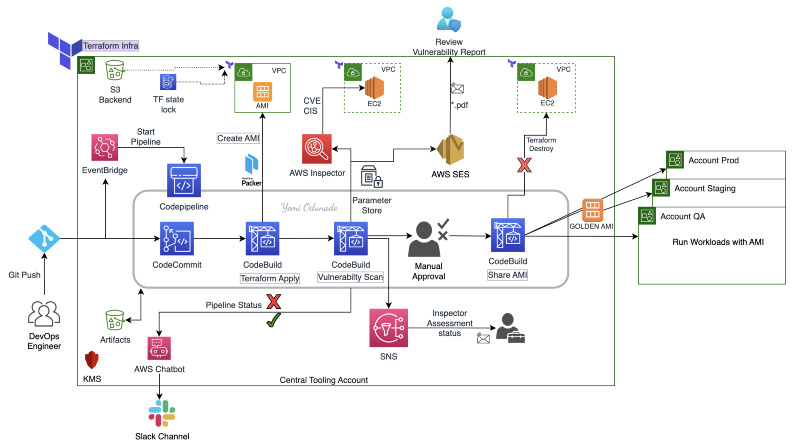 Review
Vulnerability Report
Terraform Infra
S3
Backend
TF state
lock
VPC
AMI
VPC
EC2
VPC
EC2
CVE
CIS
*.pdf
Start
Pipeline
EventBridge
Create AMI
HashiCorp
Packer
AWS Inspector
AWS SES
Terraform
Destroy
Parameter
Store
Codepipeline
Yemi Odunade
Account Prod
Account Staging
Account QA
GOLDEN AMI
Run Workloads with AMI
CodeCommit
CodeBuild
Terraform Apply
CodeBuild
Vulnerabilty Scan
Manual
Approval
CodeBuild
Share AMI
Git Push
DevOps
Engineer
Artifacts
Pipeline Status
AWS Chatbot
KMS
SNS
Inspector
Assessment
status
Central Tooling Account
Slack Channel